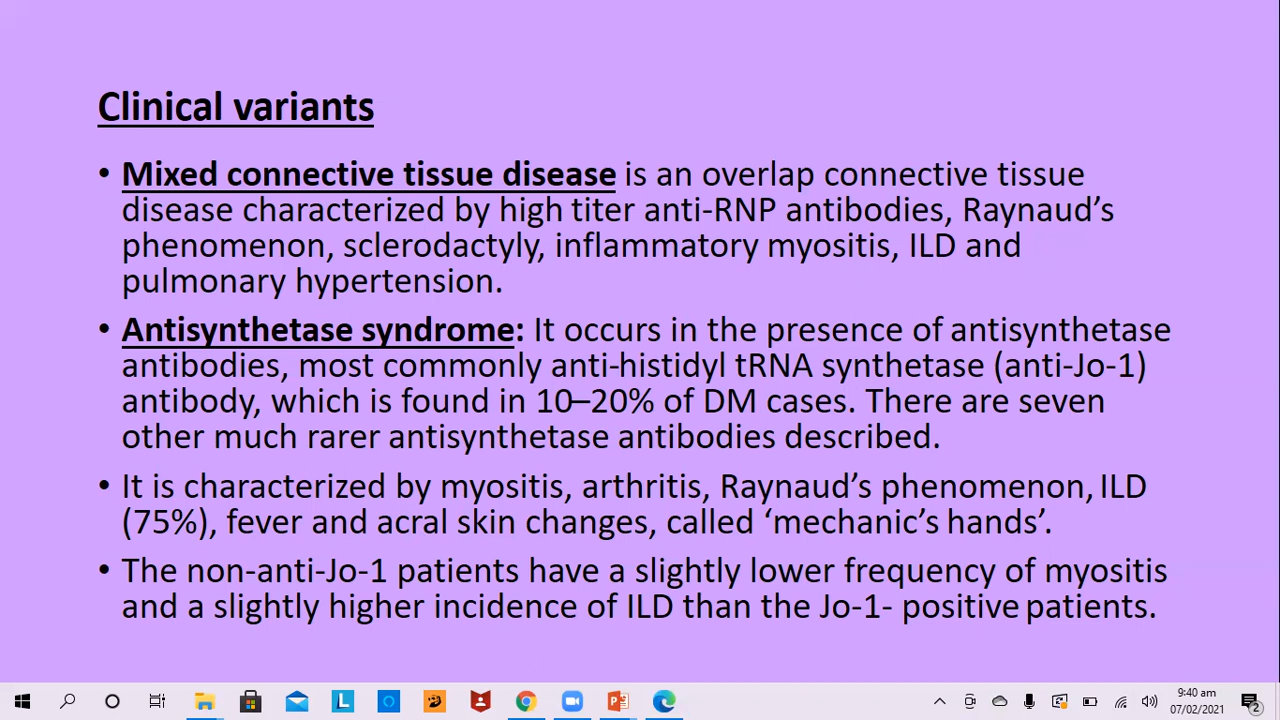 Clinical variants
• Mixed connective tissue disease is an overlap connective tissue
disease characterized by high titer anti-RNP antibodies, Raynaud’s
phenomenon, sclerodactyly, inflammatory myositis, ILD and
pulmonary hypertension.
• Antisynthetase syndrome: It occurs in the presence of antisynthetase
antibodies, most commonly anti-histidyl tRNA synthetase (anti-Jo-1)
antibody, which is found in 10–20% of DM cases. There are seven
other much rarer antisynthetase antibodies described.
• It is characterized by myositis, arthritis, Raynaud’s phenomenon, ILD
(75%), fever and acral skin changes, called ‘mechanic’s hands’.
• The non-anti-Jo-1 patients have a slightly lower frequency of myositis
and a slightly higher incidence of ILD than the Jo-1- positive patients.
9:40 am
07/02/2021
2